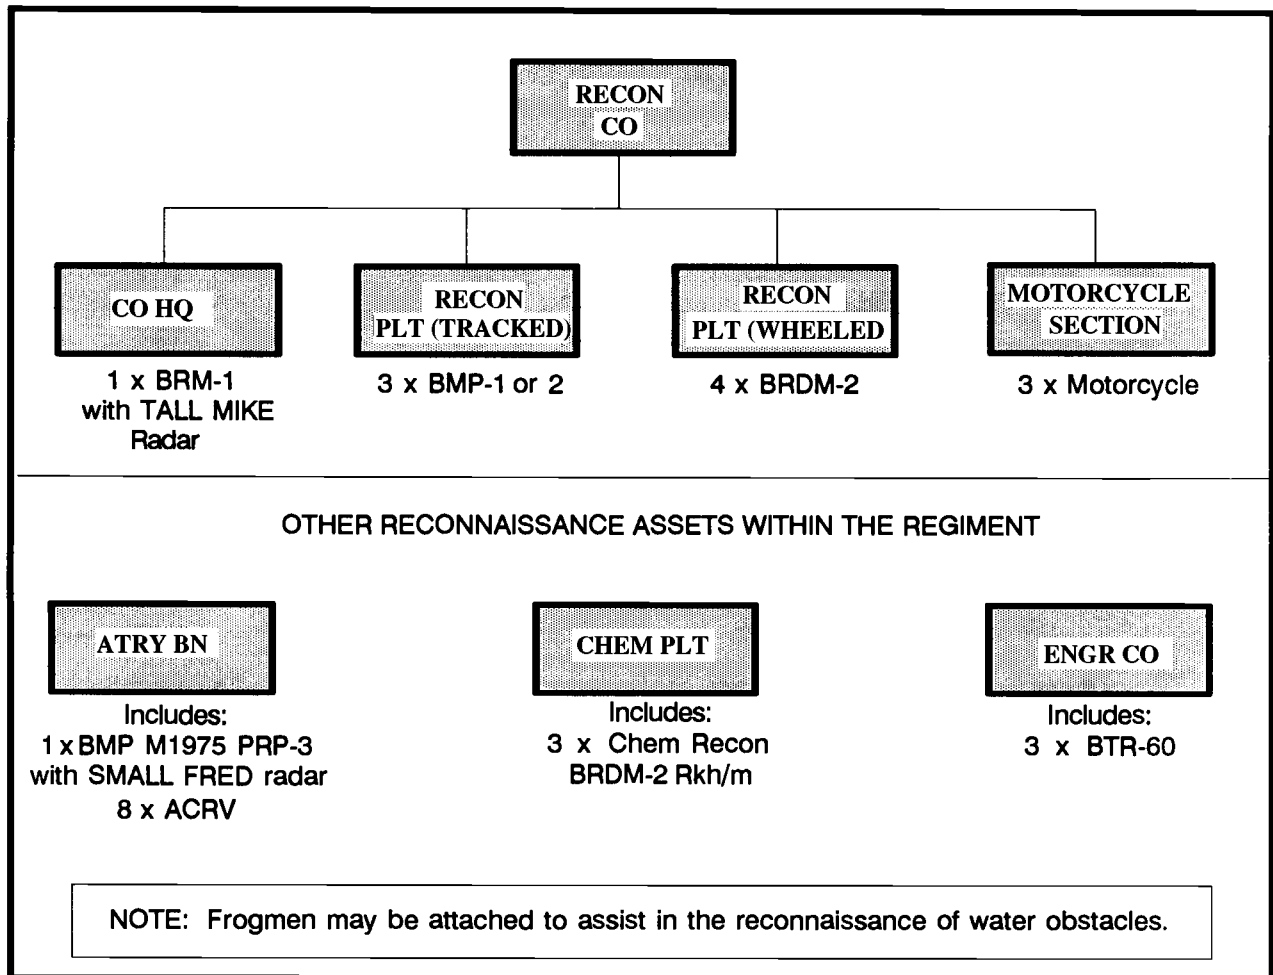 RECON
CO
CO HQ
RECON
PLT (TRACKED)
RECON
PLT (WHEELED
MOTORCYCLE
SECTION
1 x BRM-1
with TALL MIKE
Radar
3 x BMP-1 or 2
4 x BRDM-2
3 x Motorcycle
OTHER RECONNAISSANCE ASSETS WITHIN THE REGIMENT
ATRY BN
Includes:
1 x BMP M1975 PRP-3
with SMALL FRED radar
8 x ACRV
CHEM PLT
Includes:
3 x Chem Recon
BRDM-2 Rkh/m
ENGR CO
Includes:
3 x BTR-60
NOTE: Frogmen may be attached to assist in the reconnaissance of water obstacles.